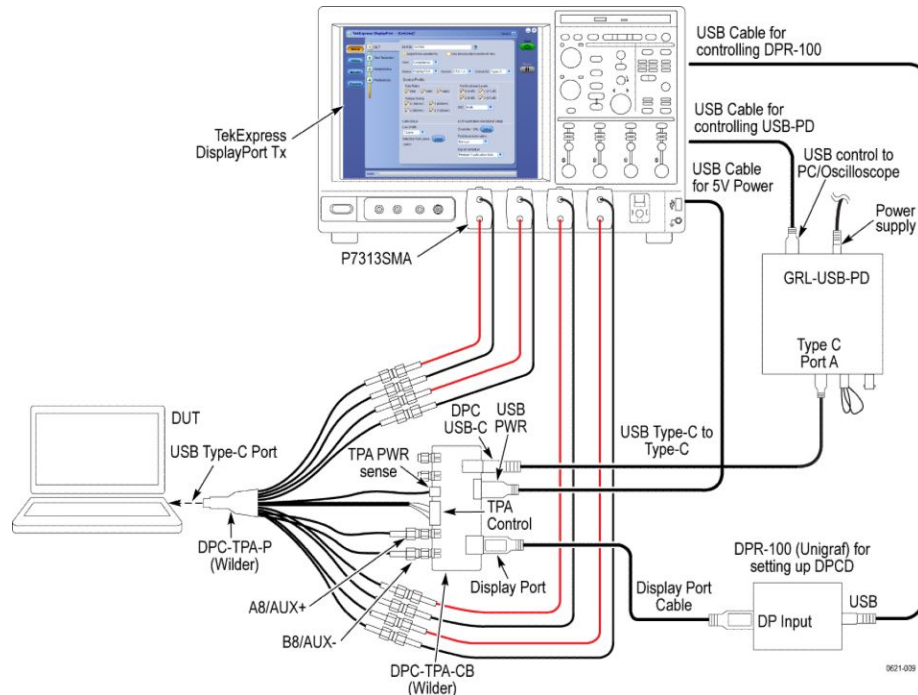 USB Cable for
controlling DPR-100
USB Cable for
controlling USB-PD
USB Cable
for 5V Power
USB control to
PC/Oscilloscope
Power
supply
TekExpress
DisplayPort Tx
P7313SMA
GRL-USB-PD
Type C
Port A
DUT
USB Type-C Port
DPC
USB-C
USB
PWR
USB Type-C to
Type-C
TPA PWR
sense
TPA
Control
DPC-TPA-P
(Wilder)
Display Port
A8/AUX+
B8/AUX-
DPC-TPA-CB
(Wilder)
DPR-100 (Unigraf) for
setting up DPCD
Display Port
Cable
DP Input
USB
0621-009